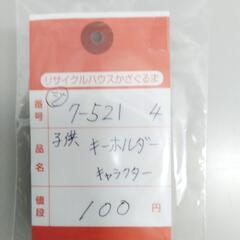 リサイクルハウスかざぐるま
番号 7-521 4
子供
品名 キーホルダー
キャラクター
値段 100 円